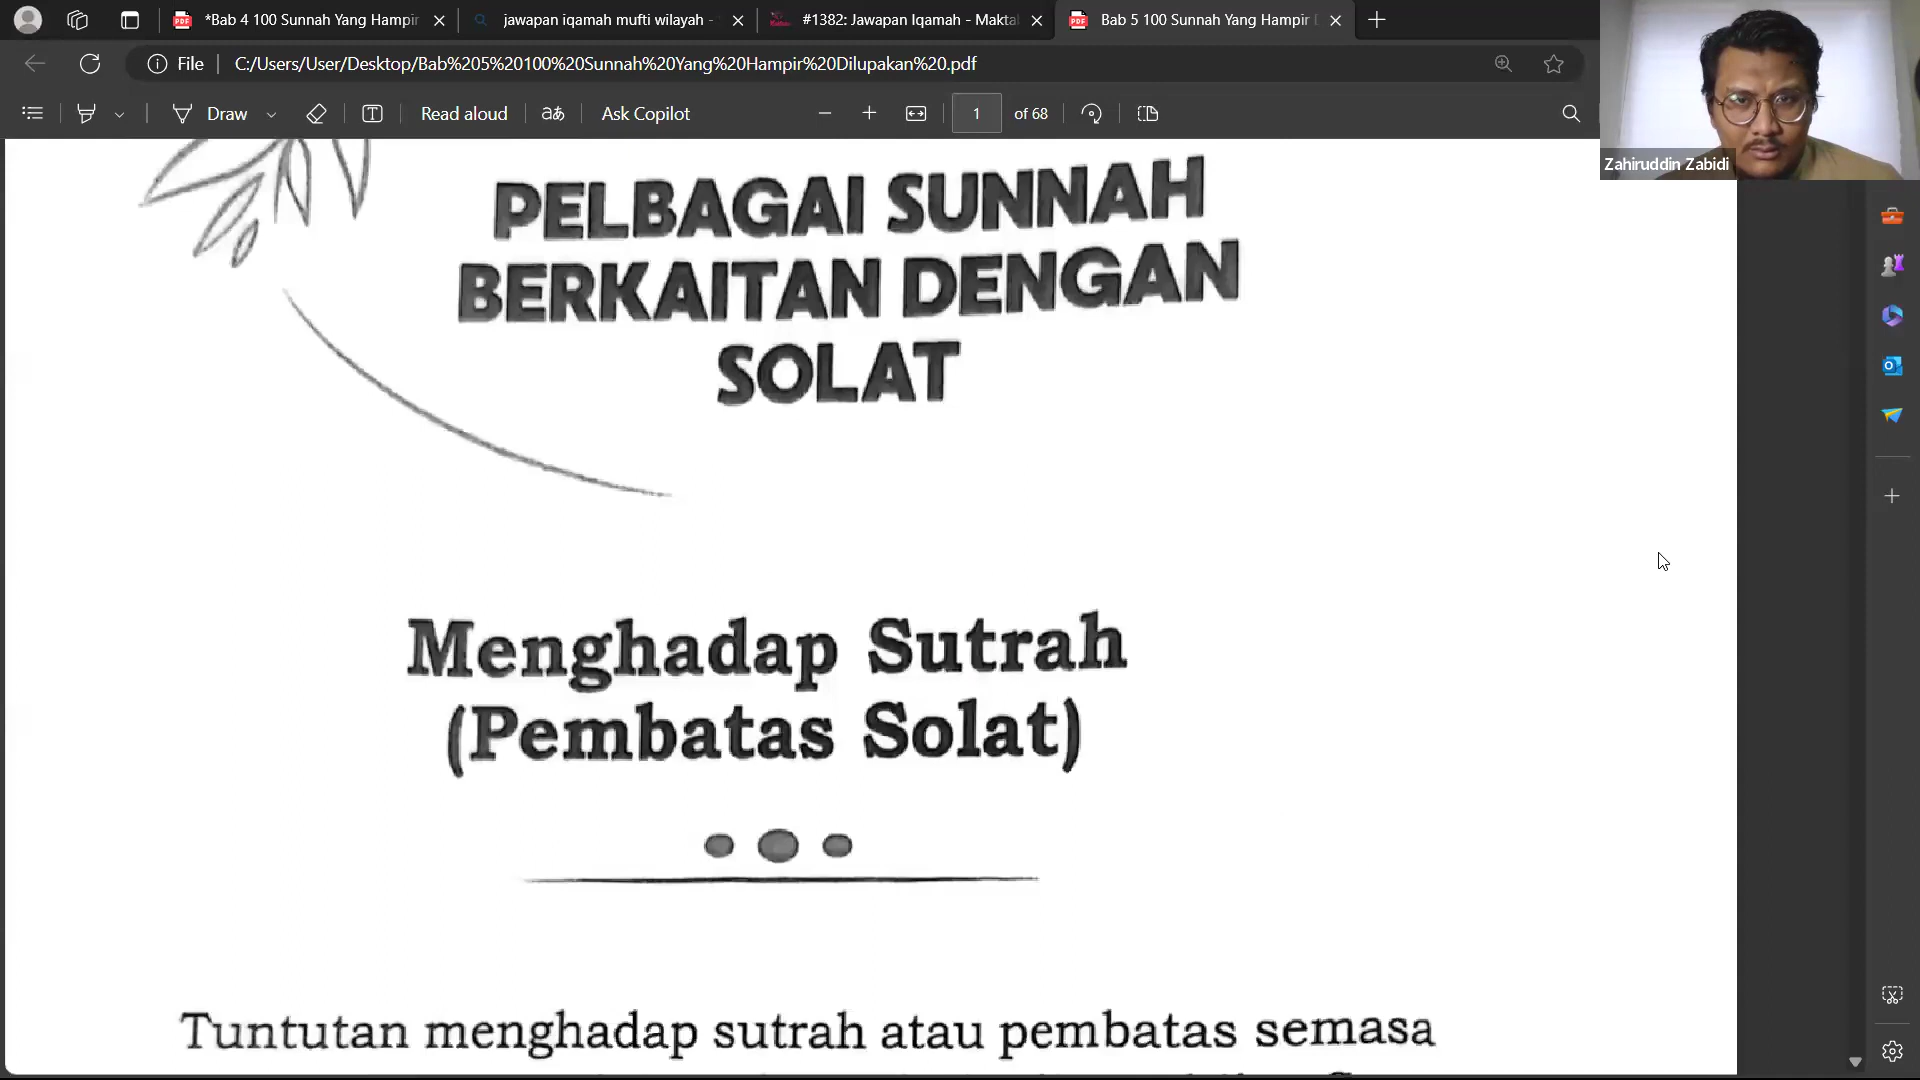 *Bab 4 100 Sunnah Yang Hampir
jawapan iqamah mufti wilayah -
#1382: Jawapan Iqamah - Makta
Bab 5 100 Sunnah Yang Hampir D
File
C:/Users/User/Desktop/Bab%205%20100%20Sunnah%20Yang%20Hampir%20Dilupakan%20.pdf
Draw
Read aloud
aあ
Ask Copilot
1
of 68
Zahiruddin Zabidi
PELBAGAI SUNNAH
BERKAITAN DENGAN
SOLAT
Menghadap Sutrah
(Pembatas Solat)
Tuntutan menghadap sutrah atau pembatas semasa